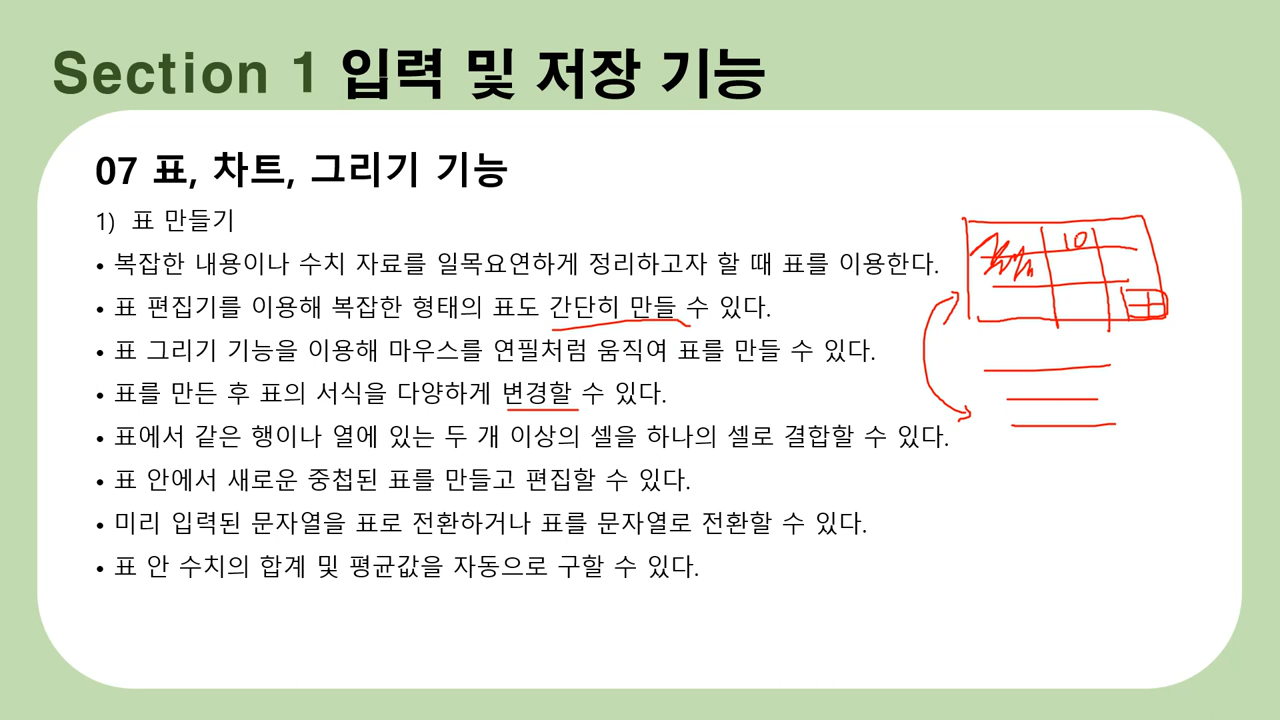 Section 1 입력 및 저장 기능
07 표, 차트, 그리기 기능
1) 표 만들기
• 복잡한 내용이나 수치 자료를 일목요연하게 정리하고자 할 때 표를 이용한다.
• 표 편집기를 이용해 복잡한 형태의 표도 간단히 만들 수 있다.
• 표 그리기 기능을 이용해 마우스를 연필처럼 움직여 표를 만들 수 있다.
• 표를 만든 후 표의 서식을 다양하게 변경할 수 있다.
• 표에서 같은 행이나 열에 있는 두 개 이상의 셀을 하나의 셀로 결합할 수 있다.
• 표 안에서 새로운 중첩된 표를 만들고 편집할 수 있다.
• 미리 입력된 문자열을 표로 전환하거나 표를 문자열로 전환할 수 있다.
• 표 안 수치의 합계 및 평균값을 자동으로 구할 수 있다.
10